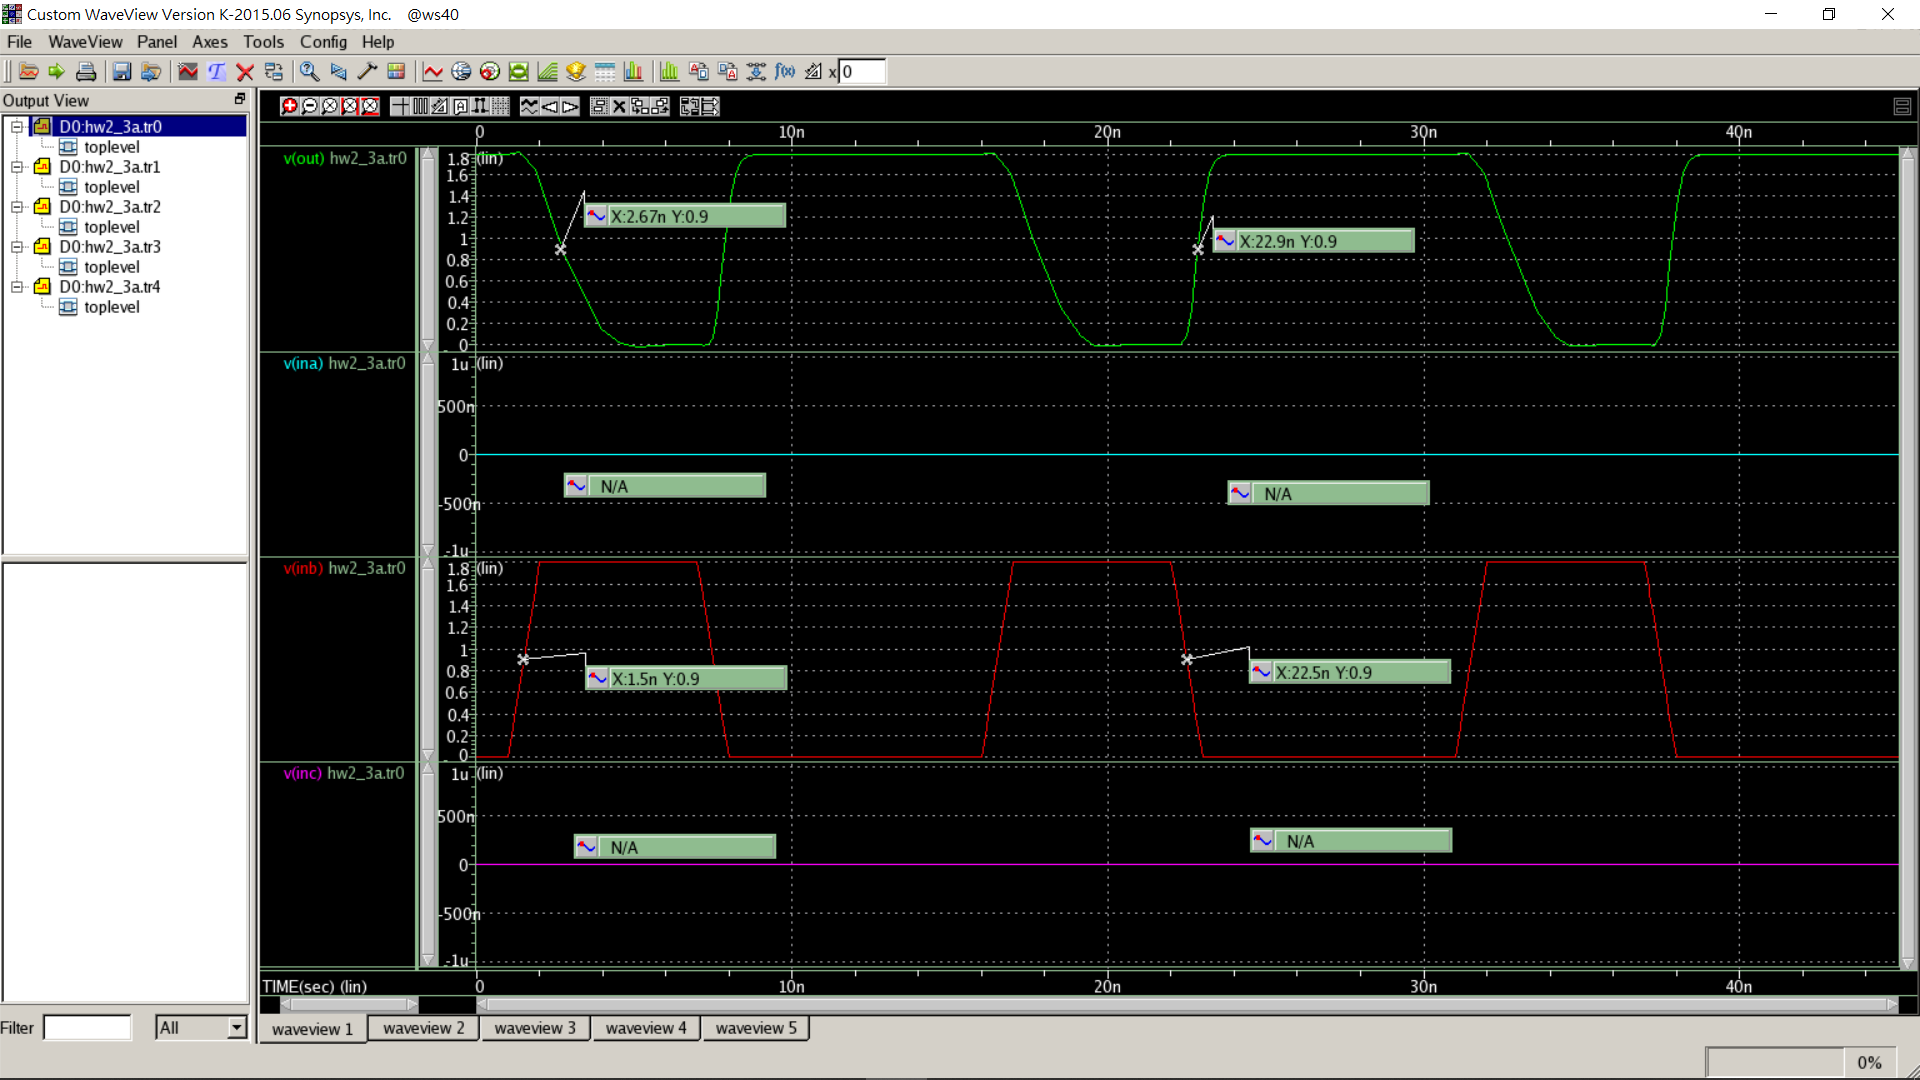 Custom WaveView Version K-2015.06 Synopsys, Inc. @ws40
File WaveView Panel Axes Tools Config Help
x 0
Output View
D0:hw2_3a.tr0
toplevel
D0:hw2_3a.tr1
toplevel
D0:hw2_3a.tr2
toplevel
D0:hw2_3a.tr3
toplevel
D0:hw2_3a.tr4
toplevel
0 10n 20n 30n 40n
v(out) hw2_3a.tr0
1.8 (lin)
1.6
1.4
1.2
1
0.8
0.6
0.4
0.2
0
X:2.67n Y:0.9
X:22.9n Y:0.9
v(ina) hw2_3a.tr0
1u (lin)
500n
0
-500n
-1u
N/A
N/A
v(inb) hw2_3a.tr0
1.8 (lin)
1.6
1.4
1.2
1
0.8
0.6
0.4
0.2
0
X:1.5n Y:0.9
X:22.5n Y:0.9
v(inc) hw2_3a.tr0
1u (lin)
500n
0
-500n
-1u
N/A
N/A
TIME(sec) (lin) 0 10n 20n 30n 40n
Filter All
waveview 1 waveview 2 waveview 3 waveview 4 waveview 5
0%